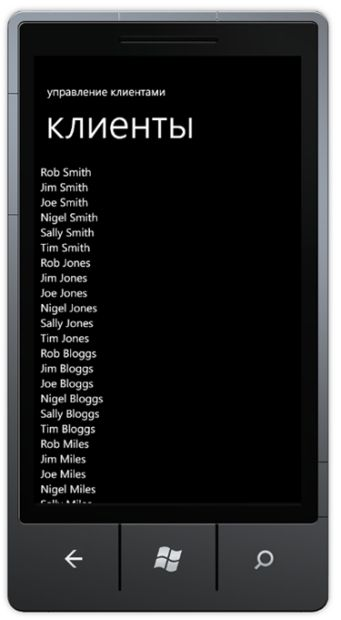 управление клиентами
клиенты
Rob Smith
Jim Smith
Joe Smith
Nigel Smith
Sally Smith
Tim Smith
Rob Jones
Jim Jones
Joe Jones
Nigel Jones
Sally Jones
Tim Jones
Rob Bloggs
Jim Bloggs
Joe Bloggs
Nigel Bloggs
Sally Bloggs
Tim Bloggs
Rob Miles
Jim Miles
Joe Miles
Nigel Miles
Sally Miles